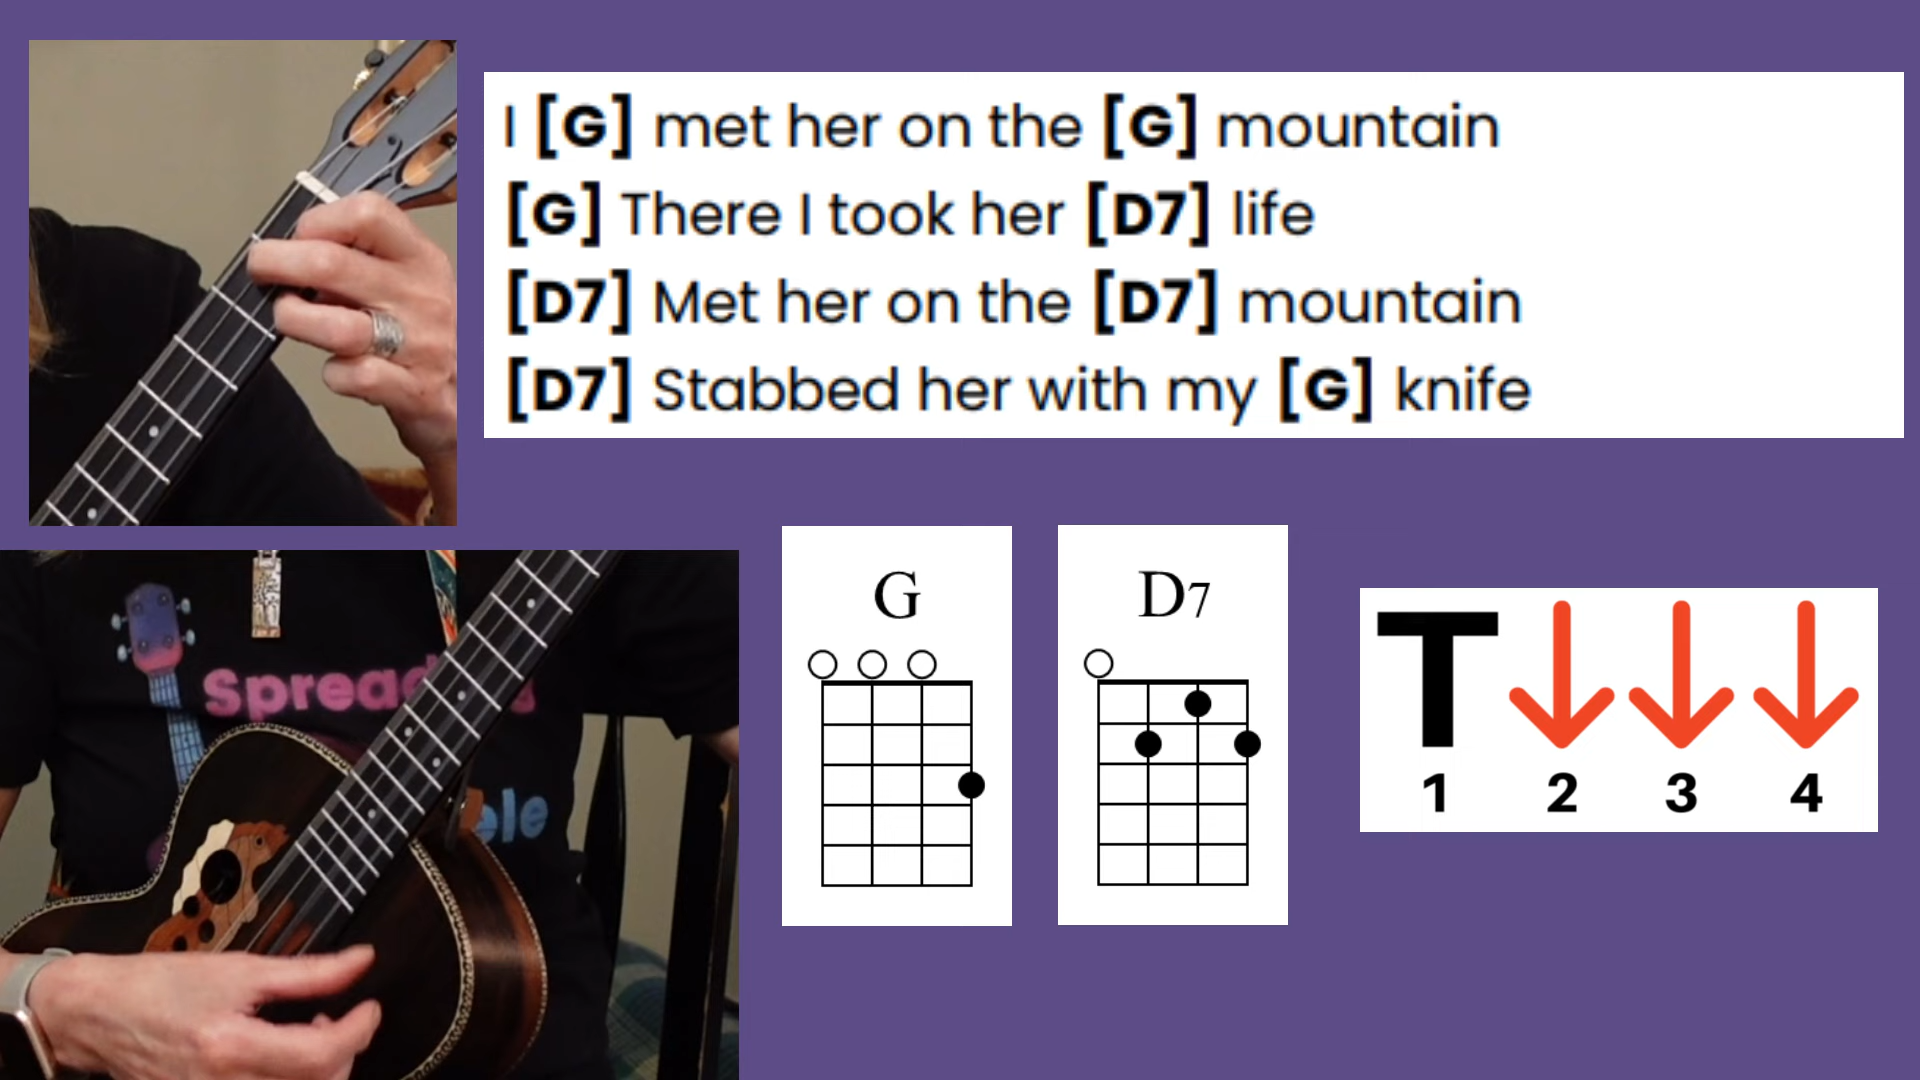 I [G] met her on the [G] mountain
[G] There I took her [D7] life
[D7] Met her on the [D7] mountain
[D7] Stabbed her with my [G] knife
G
D7
T
1 2 3 4
Sprea
ele